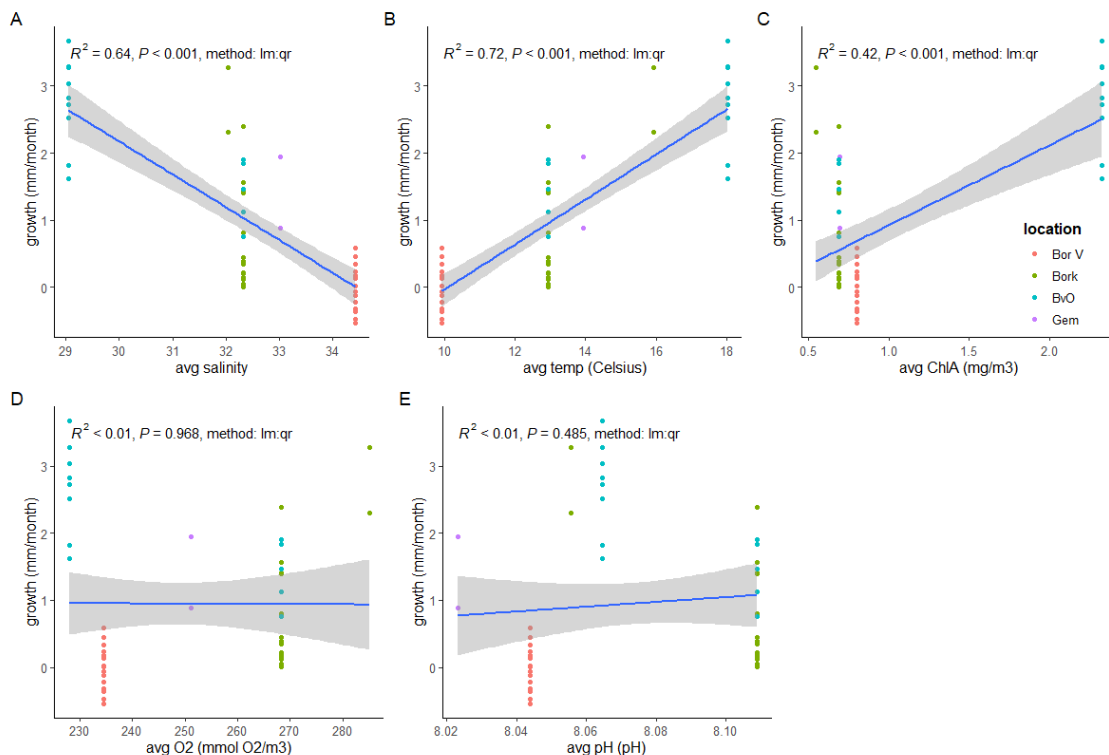 A
R² = 0.64, P < 0.001, method: lm:qr
growth (mm/month)
3
2
1
0
29 30 31 32 33 34
avg salinity
B
R² = 0.72, P < 0.001, method: lm:qr
growth (mm/month)
3
2
1
0
10 12 14 16 18
avg temp (Celsius)
C
R² = 0.42, P < 0.001, method: lm:qr
growth (mm/month)
3
2
1
0
0.5 1.0 1.5 2.0
avg ChlA (mg/m3)
location
Bor V
Bork
BvO
Gem
D
R² < 0.01, P = 0.968, method: lm:qr
growth (mm/month)
3
2
1
0
230 240 250 260 270 280
avg O2 (mmol O2/m3)
E
R² < 0.01, P = 0.485, method: lm:qr
growth (mm/month)
3
2
1
0
8.02 8.04 8.06 8.08 8.10
avg pH (pH)